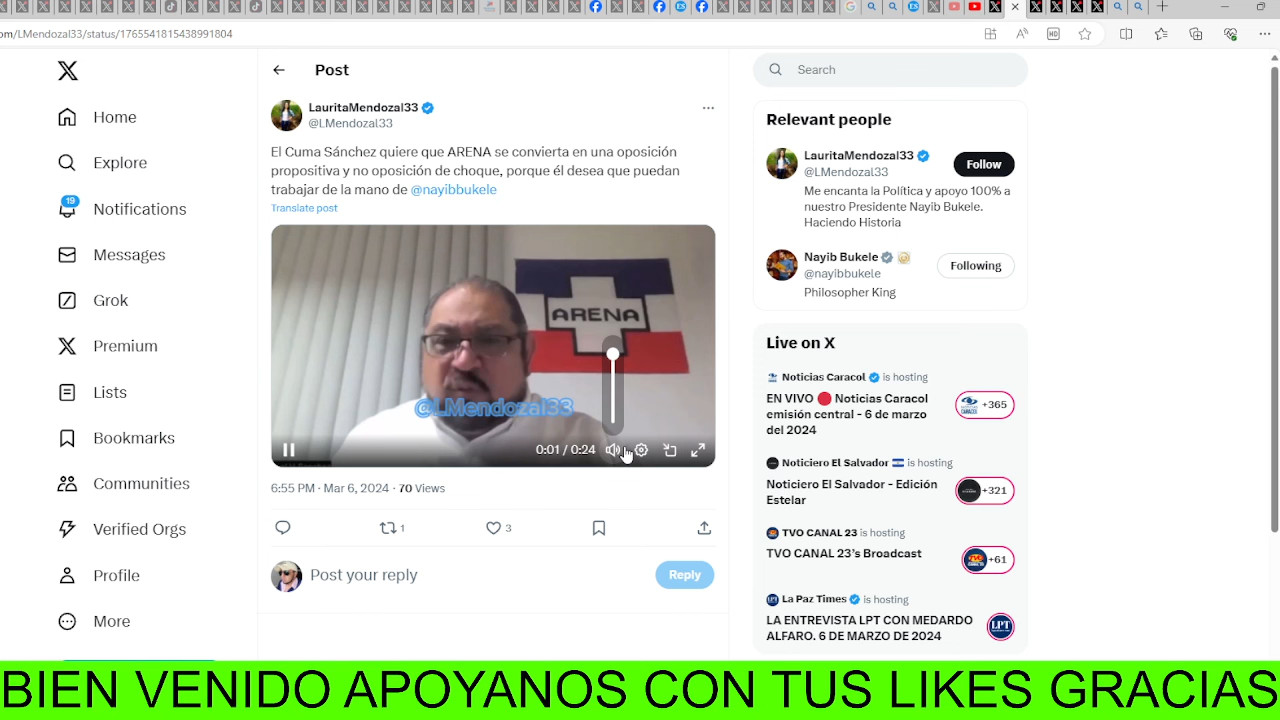 om/LMendozal33/status/1765541815438991804
Post
Search
Home
Explore
19
Notifications
Messages
Grok
Premium
Lists
Bookmarks
Communities
Verified Orgs
Profile
More
LauritaMendozal33
@LMendozal33
El Cuma Sánchez quiere que ARENA se convierta en una oposición
propositiva y no oposición de choque, porque él desea que puedan
trabajar de la mano de @nayibbukele
Translate post
ARENA
@LMendozal33
0:01 / 0:24
6:55 PM · Mar 6, 2024 · 70 Views
1
3
Post your reply
Reply
Relevant people
LauritaMendozal33
@LMendozal33
Follow
Me encanta la Política y apoyo 100% a
nuestro Presidente Nayib Bukele.
Haciendo Historia
Nayib Bukele
@nayibbukele
Following
Philosopher King
Live on X
Noticias Caracol is hosting
EN VIVO 🔴 Noticias Caracol
emisión central - 6 de marzo
del 2024
+365
Noticiero El Salvador 🇸🇻 is hosting
Noticiero El Salvador - Edición
Estelar
+321
TVO CANAL 23 is hosting
TVO CANAL 23's Broadcast
+61
La Paz Times is hosting
LA ENTREVISTA LPT CON MEDARDO
ALFARO. 6 DE MARZO DE 2024
LPT
BIEN VENIDO APOYANOS CON TUS LIKES GRACIAS